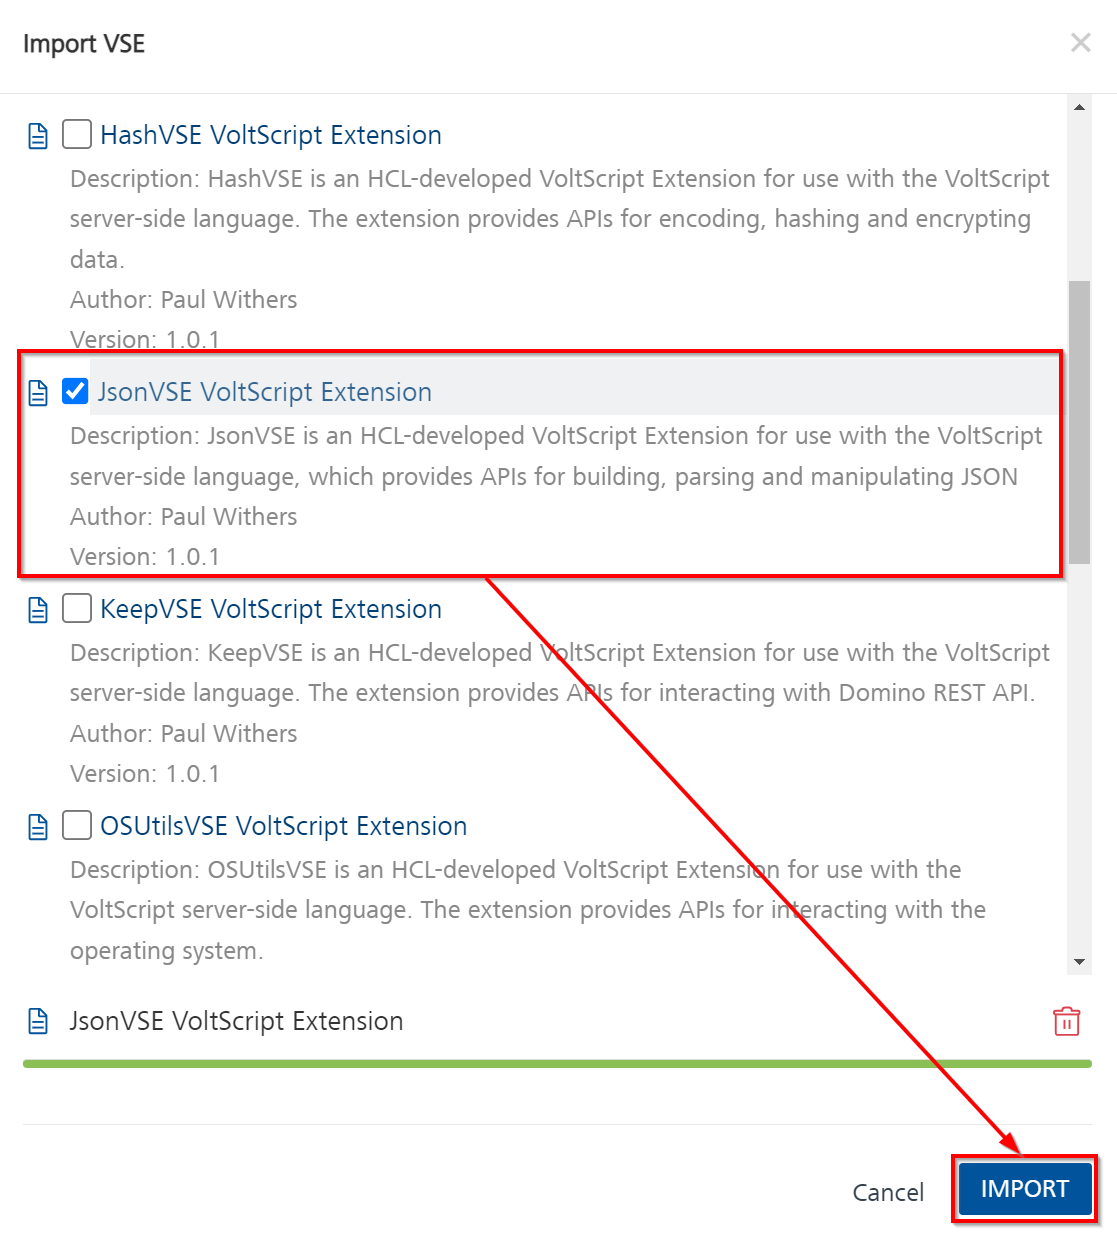 Import VSE
HashVSE VoltScript Extension
Description: HashVSE is an HCL-developed VoltScript Extension for use with the VoltScript
server-side language. The extension provides APIs for encoding, hashing and encrypting
data.
Author: Paul Withers
Version: 1.0.1
JsonVSE VoltScript Extension
Description: JsonVSE is an HCL-developed VoltScript Extension for use with the VoltScript
server-side language, which provides APIs for building, parsing and manipulating JSON
Author: Paul Withers
Version: 1.0.1
KeepVSE VoltScript Extension
Description: KeepVSE is an HCL-developed VoltScript Extension for use with the VoltScript
server-side language. The extension provides APIs for interacting with Domino REST API.
Author: Paul Withers
Version: 1.0.1
OSUtilsVSE VoltScript Extension
Description: OSUtilsVSE is an HCL-developed VoltScript Extension for use with the
VoltScript server-side language. The extension provides APIs for interacting with the
operating system.
JsonVSE VoltScript Extension
Cancel
IMPORT